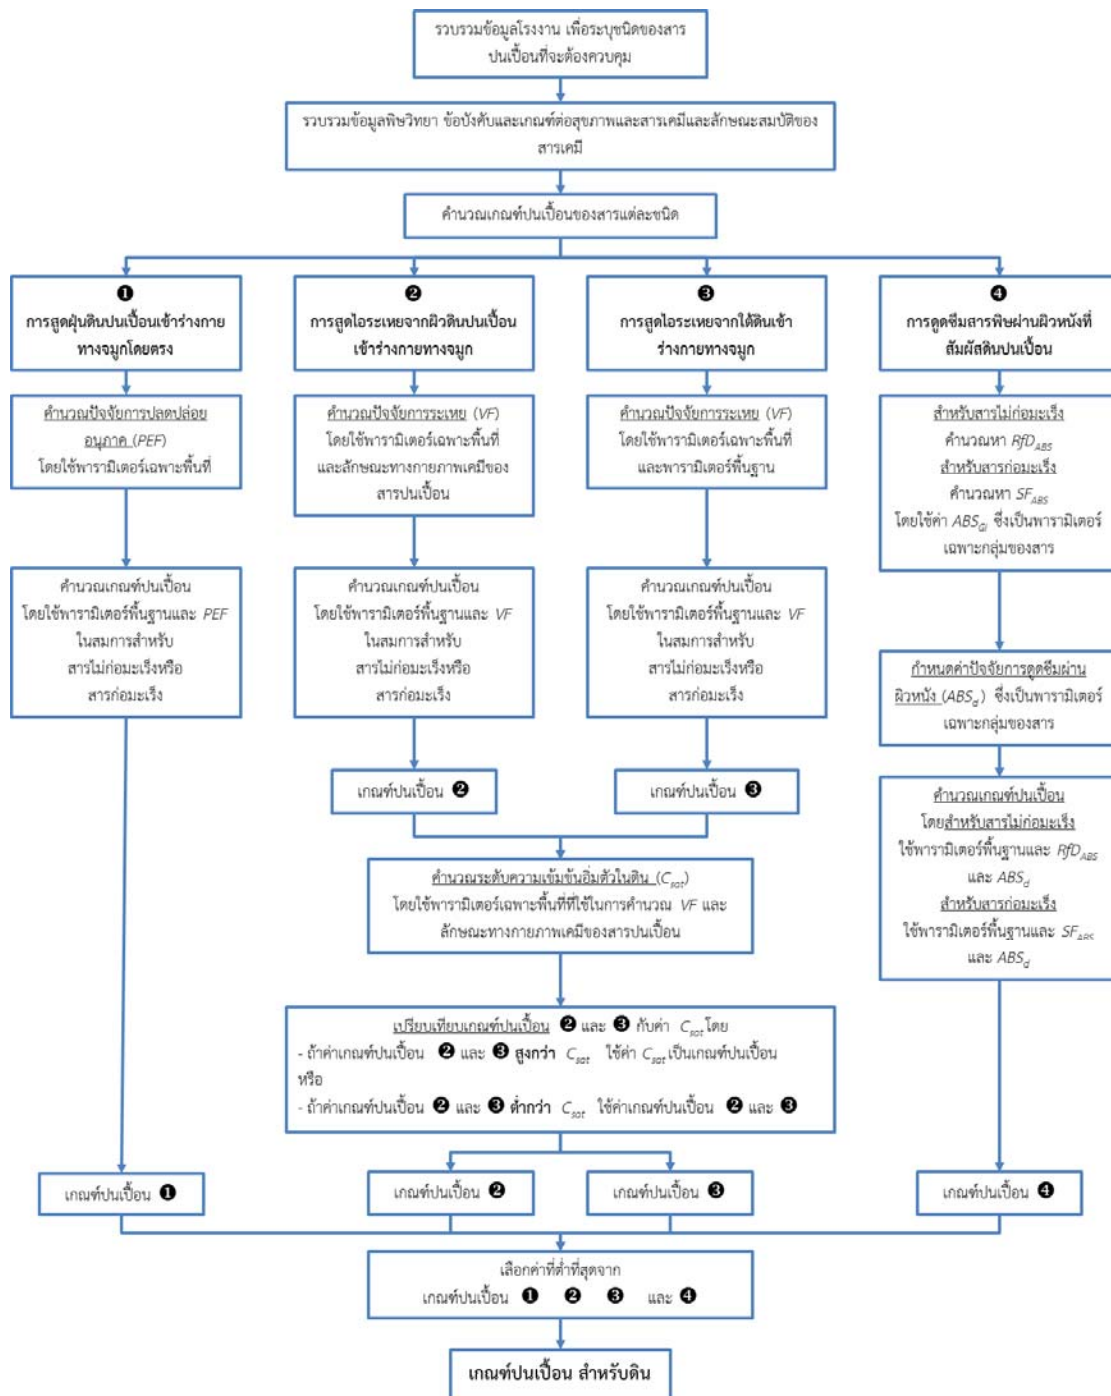 รวบรวมข้อมูลโรงงาน เพื่อระบุชนิดของสาร
ปนเปื้อนที่จะต้องควบคุม
รวบรวมข้อมูลพิษวิทยา ข้อบังคับและเกณฑ์ต่อสุขภาพและสารเคมีและลักษณะสมบัติของ
สารเคมี
คำนวณเกณฑ์ปนเปื้อนของสารแต่ละชนิด
❶
การสูดฝุ่นดินปนเปื้อนเข้าร่างกาย
ทางจมูกโดยตรง
คำนวณปัจจัยการปลดปล่อย
อนุภาค (PEF)
โดยใช้พารามิเตอร์เฉพาะพื้นที่
คำนวณเกณฑ์ปนเปื้อน
โดยใช้พารามิเตอร์พื้นฐานและ PEF
ในสมการสำหรับ
สารไม่ก่อมะเร็งหรือ
สารก่อมะเร็ง
❷
การสูดไอระเหยจากผิวดินปนเปื้อน
เข้าร่างกายทางจมูก
คำนวณปัจจัยการระเหย (VF)
โดยใช้พารามิเตอร์เฉพาะพื้นที่
และลักษณะทางกายภาพเคมีของ
สารปนเปื้อน
คำนวณเกณฑ์ปนเปื้อน
โดยใช้พารามิเตอร์พื้นฐานและ VF
ในสมการสำหรับ
สารไม่ก่อมะเร็งหรือ
สารก่อมะเร็ง
เกณฑ์ปนเปื้อน ❷
❸
การสูดไอระเหยจากใต้ดินเข้า
ร่างกายทางจมูก
คำนวณปัจจัยการระเหย (VF)
โดยใช้พารามิเตอร์เฉพาะพื้นที่
และพารามิเตอร์พื้นฐาน
คำนวณเกณฑ์ปนเปื้อน
โดยใช้พารามิเตอร์พื้นฐานและ VF
ในสมการสำหรับ
สารไม่ก่อมะเร็งหรือ
สารก่อมะเร็ง
เกณฑ์ปนเปื้อน ❸
❹
การดูดซึมสารพิษผ่านผิวหนังที่
สัมผัสดินปนเปื้อน
สำหรับสารไม่ก่อมะเร็ง
คำนวณหา RfD_ABS
สำหรับสารก่อมะเร็ง
คำนวณหา SF_ABS
โดยใช้ค่า ABS_GI ซึ่งเป็นพารามิเตอร์
เฉพาะกลุ่มของสาร
กำหนดค่าปัจจัยการดูดซึมผ่าน
ผิวหนัง (ABS_d) ซึ่งเป็นพารามิเตอร์
เฉพาะกลุ่มของสาร
คำนวณเกณฑ์ปนเปื้อน
โดยสำหรับสารไม่ก่อมะเร็ง
ใช้พารามิเตอร์พื้นฐานและ RfD_ABS
และ ABS_d
สำหรับสารก่อมะเร็ง
ใช้พารามิเตอร์พื้นฐานและ SF_ABS
และ ABS_d
คำนวณระดับความเข้มข้นอิ่มตัวในดิน (C_sat)
โดยใช้พารามิเตอร์เฉพาะพื้นที่ที่ใช้ในการคำนวณ VF และ
ลักษณะทางกายภาพเคมีของสารปนเปื้อน
เปรียบเทียบเกณฑ์ปนเปื้อน ❷ และ ❸ กับค่า C_sat โดย
- ถ้าค่าเกณฑ์ปนเปื้อน ❷ และ ❸ สูงกว่า C_sat ใช้ค่า C_sat เป็นเกณฑ์ปนเปื้อน
หรือ
- ถ้าค่าเกณฑ์ปนเปื้อน ❷ และ ❸ ต่ำกว่า C_sat ใช้ค่าเกณฑ์ปนเปื้อน ❷ และ ❸
เกณฑ์ปนเปื้อน ❶
เกณฑ์ปนเปื้อน ❷
เกณฑ์ปนเปื้อน ❸
เกณฑ์ปนเปื้อน ❹
เลือกค่าที่ต่ำที่สุดจาก
เกณฑ์ปนเปื้อน ❶ ❷ ❸ และ ❹
เกณฑ์ปนเปื้อน สำหรับดิน